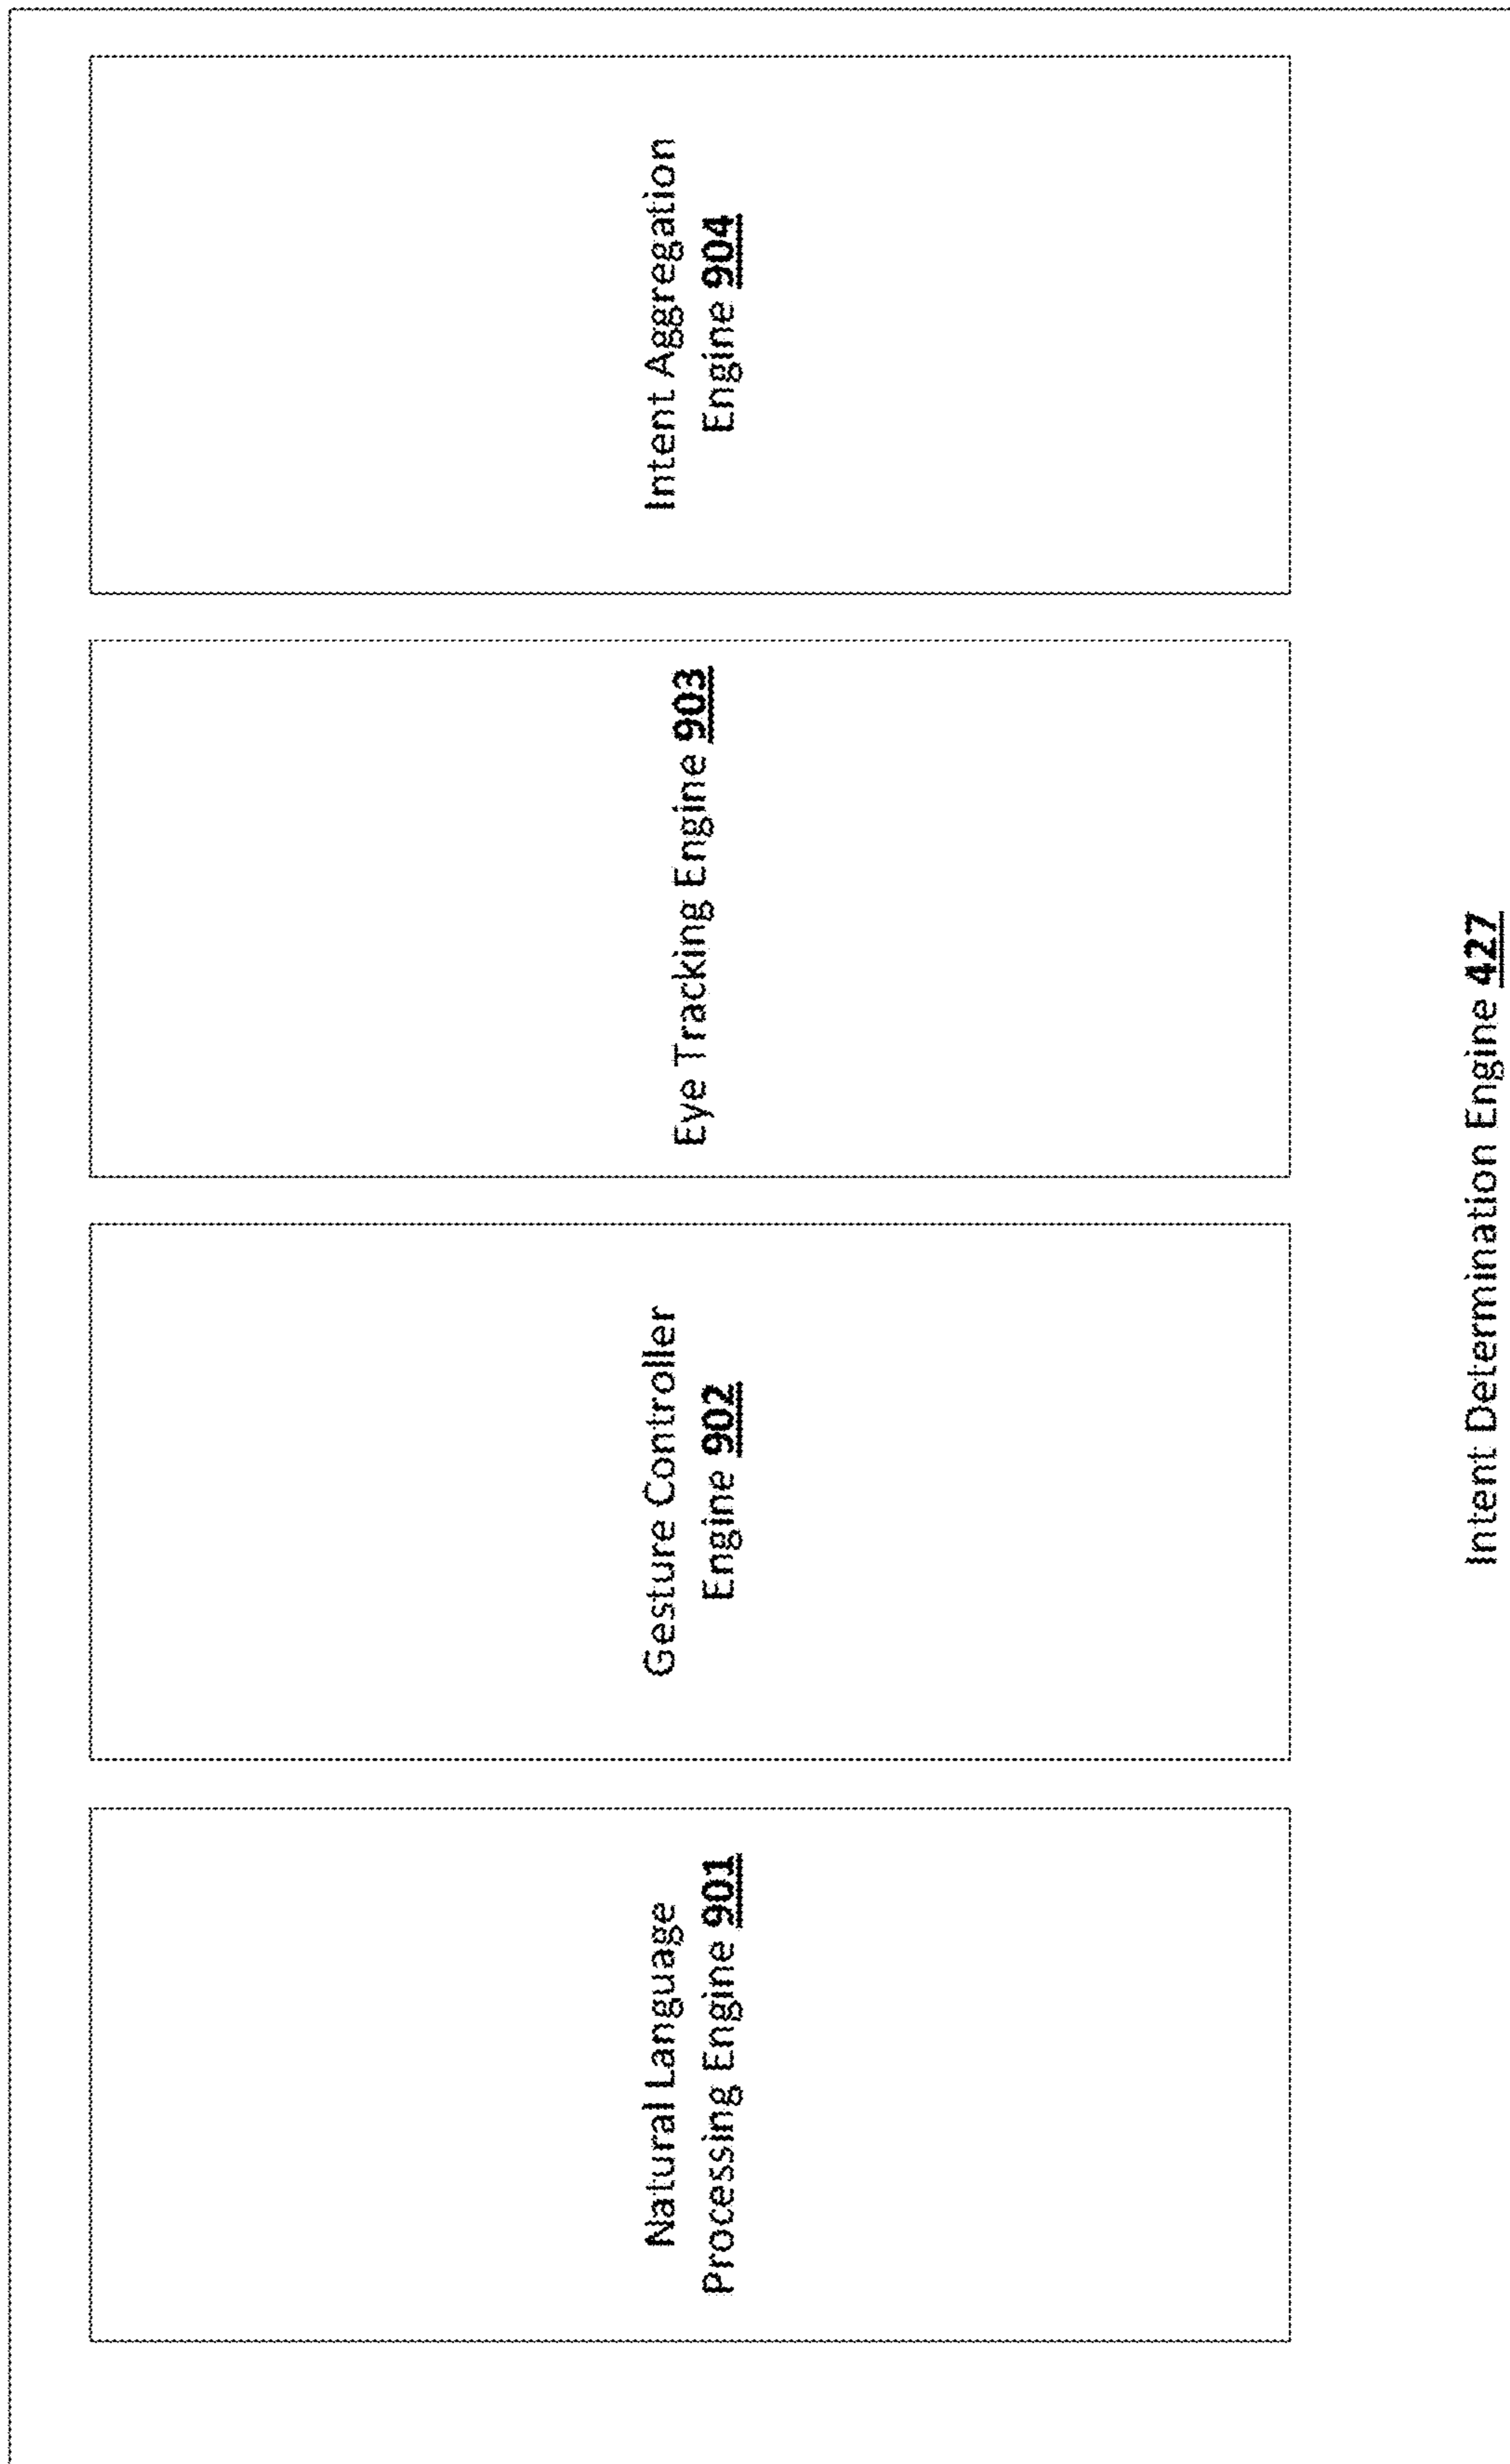 Natural Language
Processing Engine 901
Gesture Controller
Engine 902
Eye Tracking Engine 903
Intent Aggregation
Engine 904
Intent Determination Engine 427